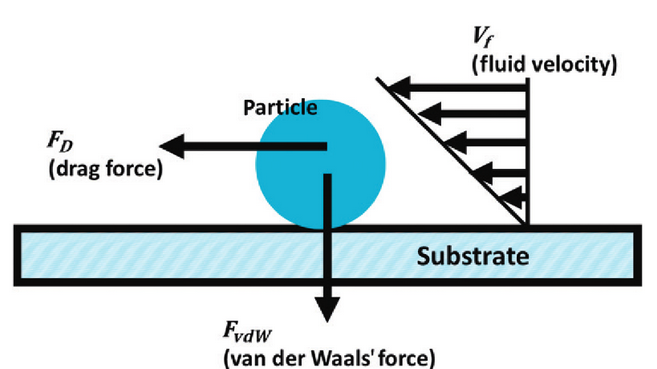 V_f
(fluid velocity)
Particle
F_D
(drag force)
Substrate
F_vdW
(van der Waals' force)